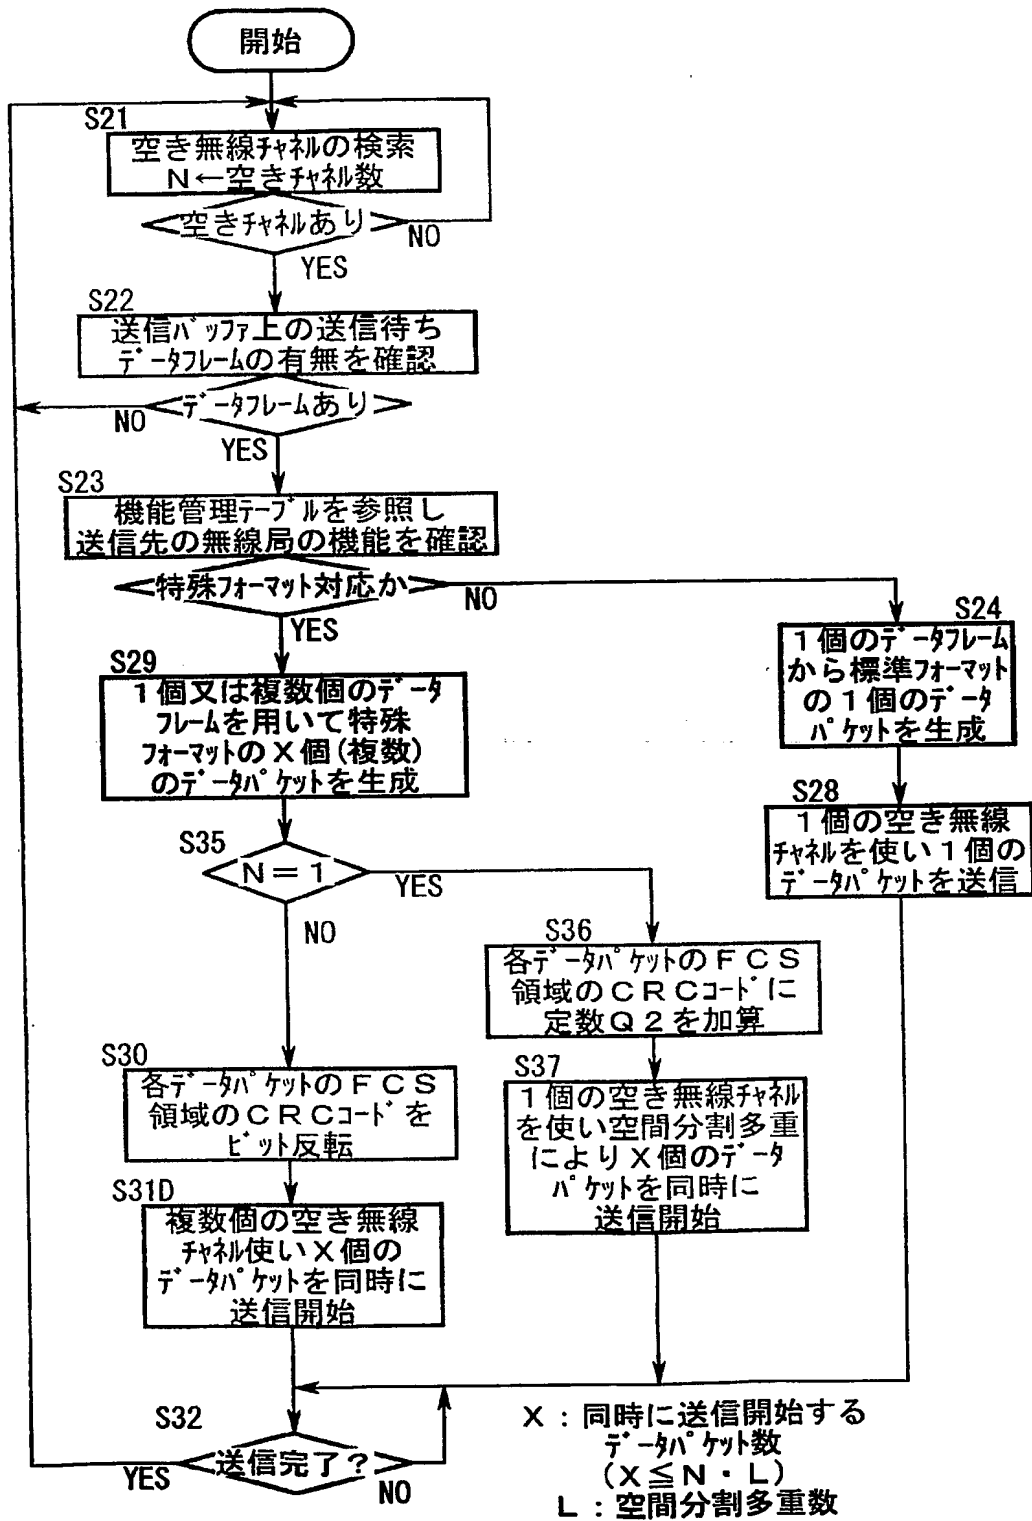 開始
S21
空き無線チャネルの検索
N←空きチャネル数
空きチャネルあり
NO
YES
S22
送信バッファ上の送信待ち
データフレームの有無を確認
データフレームあり
NO
YES
S23
機能管理テーブルを参照し
送信先の無線局の機能を確認
特殊フォーマット対応か
NO
YES
S24
1個のデータフレーム
から標準フォーマット
の1個のデータ
パケットを生成
S29
1個又は複数個のデータ
フレームを用いて特殊
フォーマットのX個(複数)
のデータパケットを生成
S28
1個の空き無線
チャネルを使い1個の
データパケットを送信
S35
N=1
YES
NO
S36
各データパケットのFCS
領域のCRCコードに
定数Q2を加算
S30
各データパケットのFCS
領域のCRCコードを
ビット反転
S37
1個の空き無線チャネル
を使い空間分割多重
によりX個のデータ
パケットを同時に
送信開始
S31D
複数個の空き無線
チャネル使いX個の
データパケットを同時に
送信開始
S32
送信完了?
YES
NO
X:同時に送信開始する
データパケット数
(X≦N・L)
L:空間分割多重数